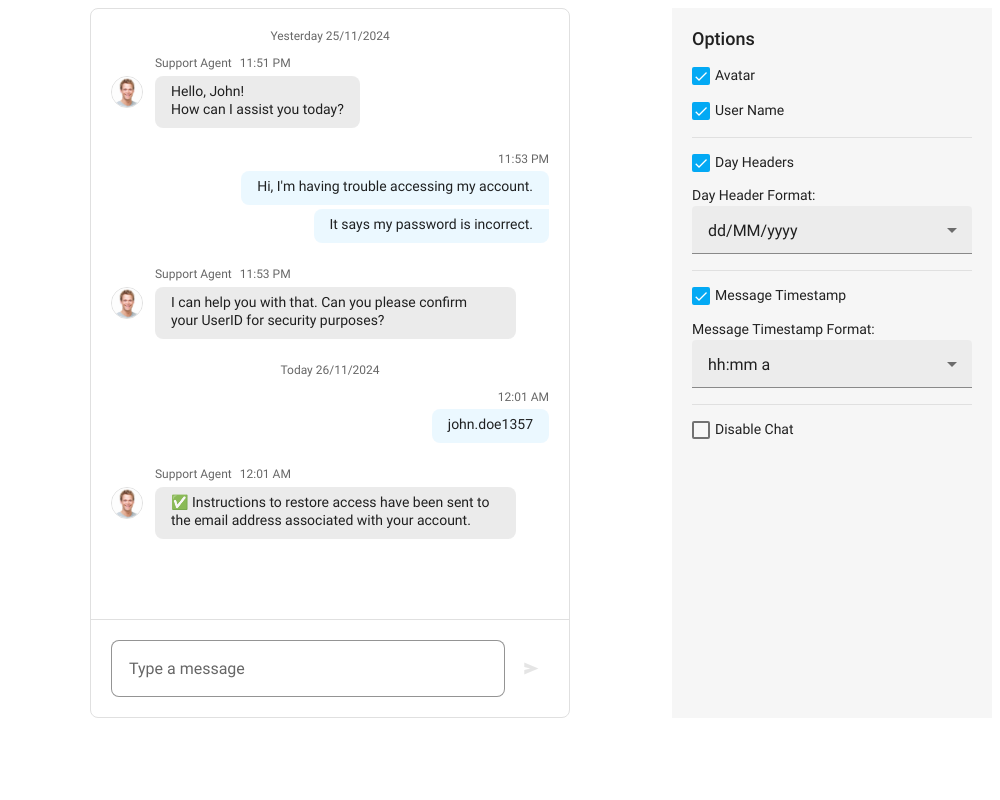 Yesterday 25/11/2024
Support Agent 11:51 PM
Hello, John!
How can I assist you today?
11:53 PM
Hi, I'm having trouble accessing my account.
It says my password is incorrect.
Support Agent 11:53 PM
I can help you with that. Can you please confirm
your UserID for security purposes?
Today 26/11/2024
12:01 AM
john.doe1357
Support Agent 12:01 AM
✅ Instructions to restore access have been sent to
the email address associated with your account.
Type a message
Options
Avatar
User Name
Day Headers
Day Header Format:
dd/MM/yyyy
Message Timestamp
Message Timestamp Format:
hh:mm a
Disable Chat